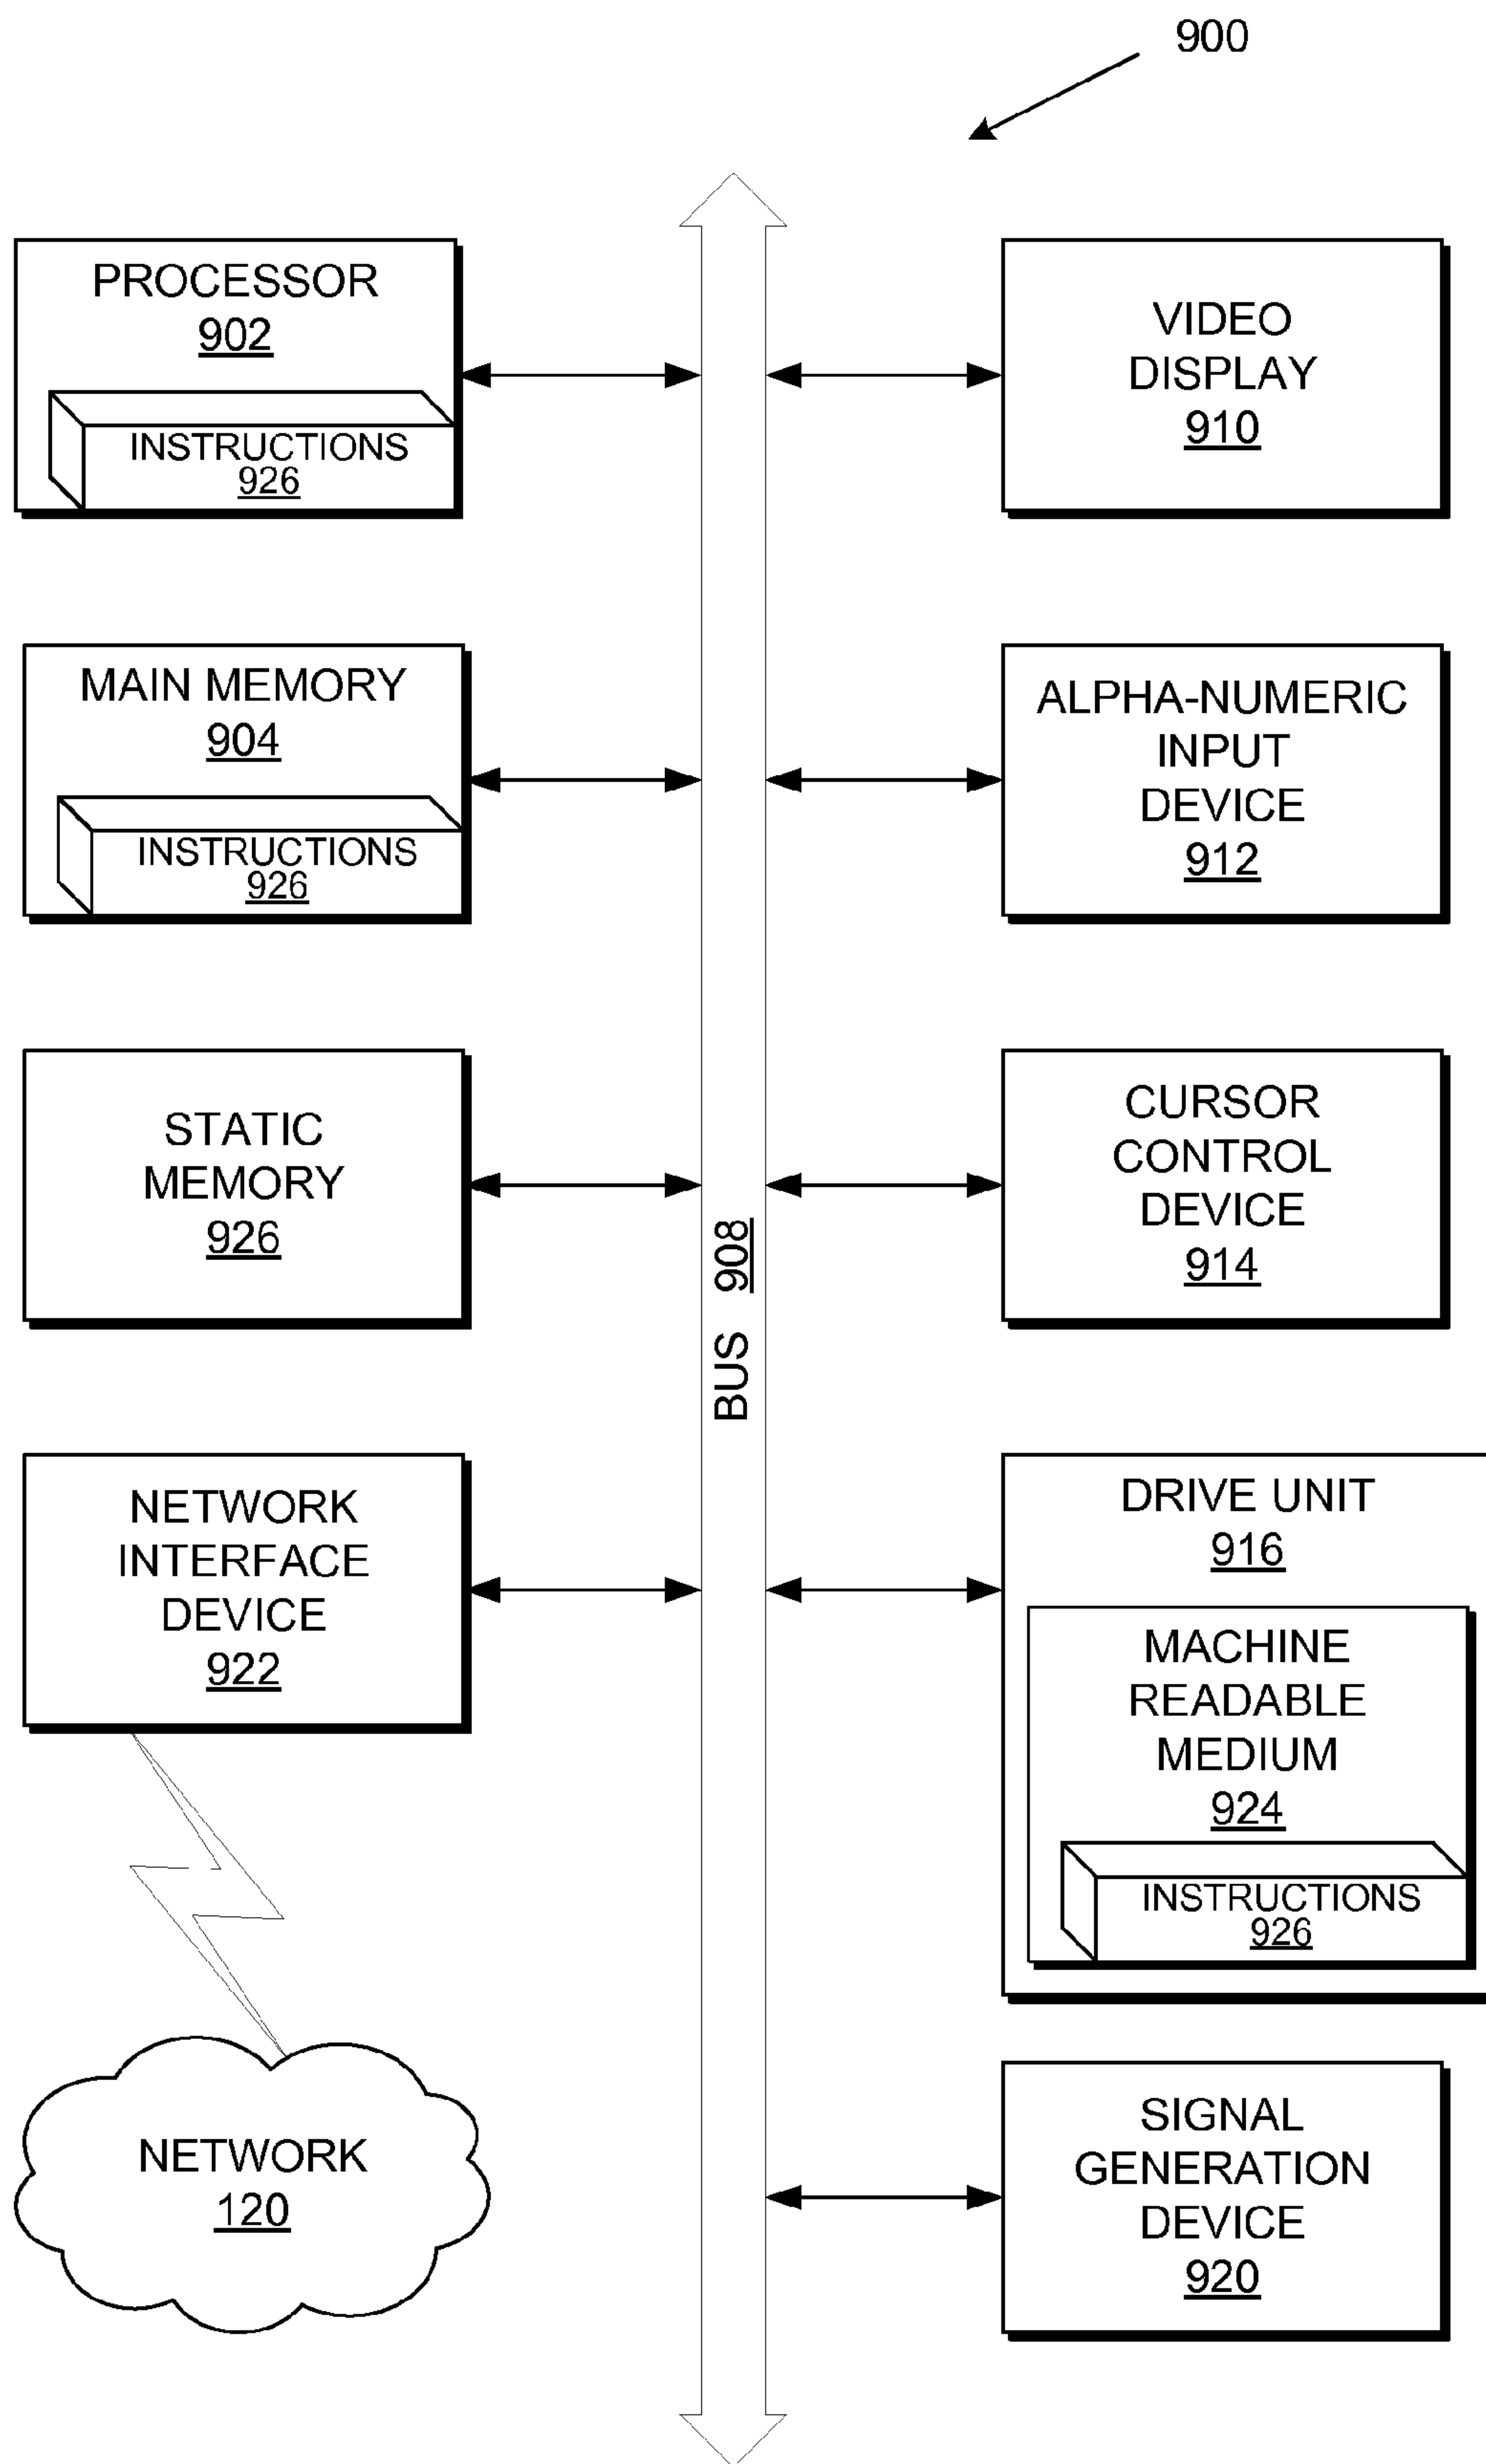 900
PROCESSOR
902
INSTRUCTIONS
926
MAIN MEMORY
904
INSTRUCTIONS
926
STATIC
MEMORY
926
NETWORK
INTERFACE
DEVICE
922
NETWORK
120
BUS 908
VIDEO
DISPLAY
910
ALPHA-NUMERIC
INPUT
DEVICE
912
CURSOR
CONTROL
DEVICE
914
DRIVE UNIT
916
MACHINE
READABLE
MEDIUM
924
INSTRUCTIONS
926
SIGNAL
GENERATION
DEVICE
920